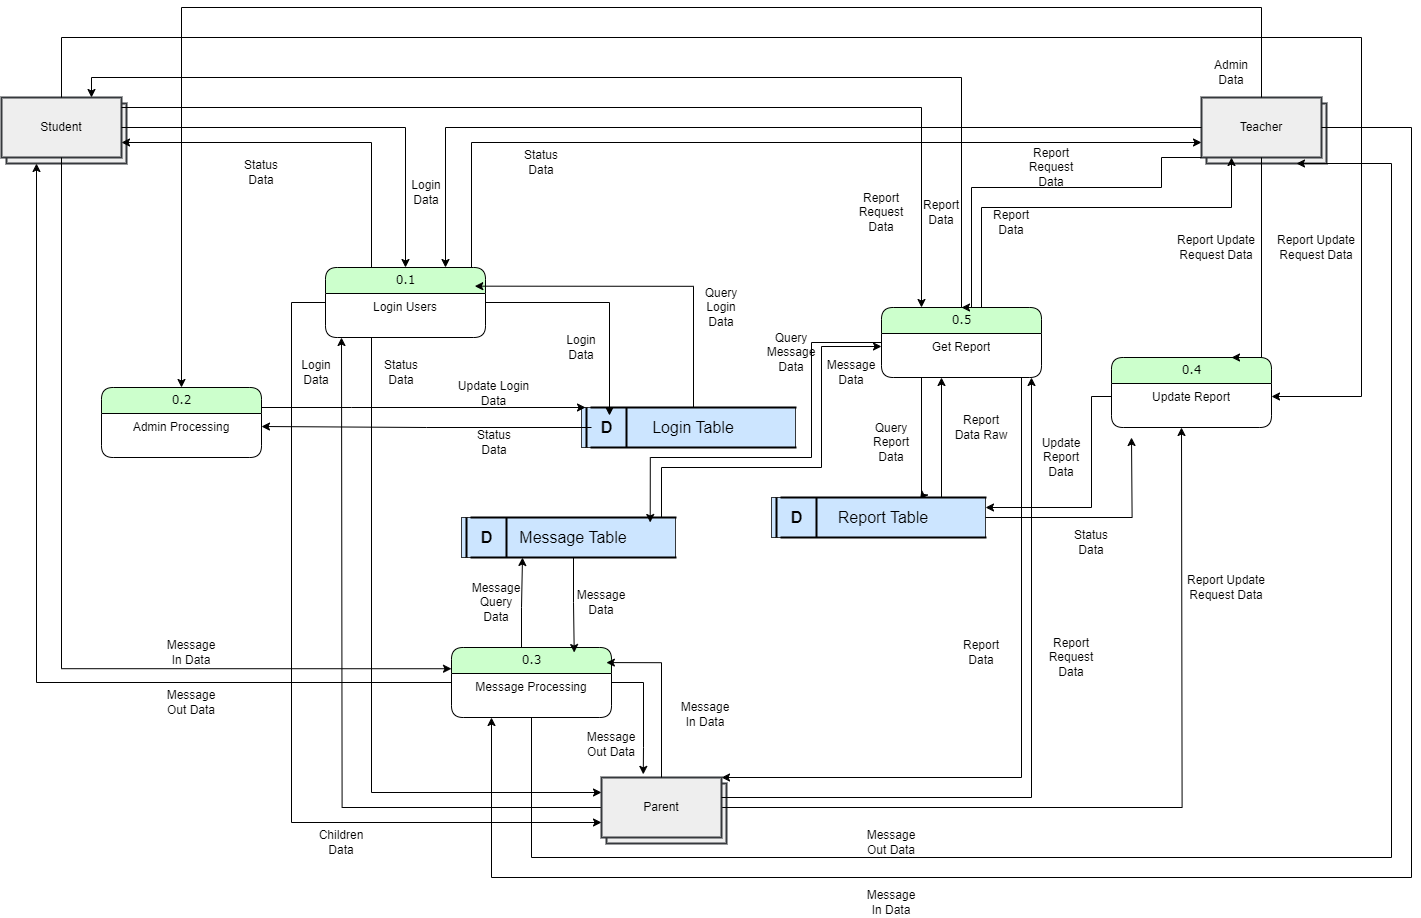 Admin
Data
Student
Teacher
Status
Data
Status
Data
Report
Request
Data
Login
Data
Report
Request
Data
Report
Data
Report
Data
Report Update
Request Data
Report Update
Request Data
0.1
Login Users
Query
Login
Data
0.5
Get Report
Login
Data
Query
Message
Data
Message
Data
Login
Data
Status
Data
0.4
Update Report
0.2
Admin Processing
Update Login
Data
Status
Data
D
Login Table
Query
Report
Data
Report
Data Raw
Update
Report
Data
D
Message Table
D
Report Table
Status
Data
Message
Query
Data
Message
Data
Report Update
Request Data
Message
In Data
0.3
Message Processing
Report
Data
Report
Request
Data
Message
Out Data
Message
In Data
Message
Out Data
Parent
Children
Data
Message
Out Data
Message
In Data